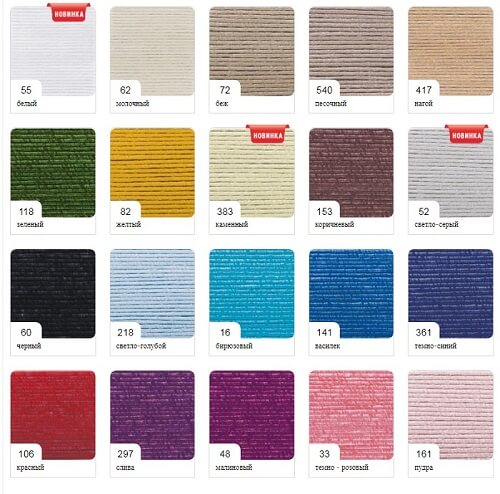 НОВИНКА
55
белый
62
молочный
72
беж
540
песочный
417
нагой
118
зеленый
82
желтый
НОВИНКА
383
каменный
153
коричневый
НОВИНКА
52
светло-серый
60
черный
218
светло-голубой
16
бирюзовый
141
василек
361
темно-синий
106
красный
297
слива
48
малиновый
33
темно - розовый
161
пудра